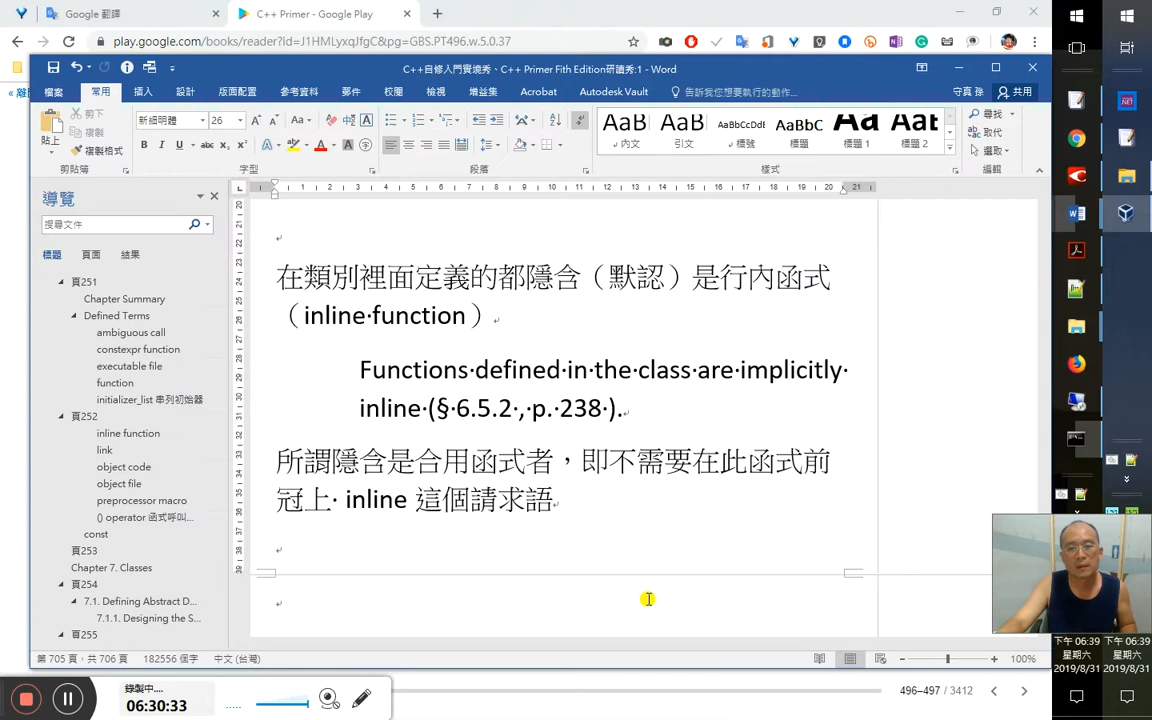 Google 翻譯
C++ Primer - Google Play
play.google.com/books/reader?id=J1HMLyxqJfgC&pg=GBS.PT496.w.5.0.37
C++自修入門實境秀、C++ Primer Fith Edition研讀秀:1 - Word
檔案 常用 插入 設計 版面配置 參考資料 郵件 校閱 檢視 增益集 Acrobat Autodesk Vault 告訴我您想要執行的動作... 守真 孫 共用
貼上 剪下 複製 複製格式
新細明體 26
AaB AaB AaBbCcDdE AaBbC AaB AaB
內文 引文 標號 標題 標題 1 標題 2
尋找 取代 選取
剪貼簿 字型 段落 樣式 編輯
導覽
搜尋文件
標題 頁面 結果
頁251
Chapter Summary
Defined Terms
ambiguous call
constexpr function
executable file
function
initializer_list 串列初始器
頁252
inline function
link
object code
object file
preprocessor macro
() operator 函式呼叫...
const
頁253
Chapter 7. Classes
頁254
7.1. Defining Abstract D...
7.1.1. Designing the S...
頁255
在類別裡面定義的都隱含（默認）是行內函式
（inline function）
Functions defined in the class are implicitly
inline (§ 6.5.2 , p. 238 ).
所謂隱含是合用函式者，即不需要在此函式前
冠上 inline 這個請求語
第 705 頁，共 706 頁 182556 個字 中文 (台灣) 100%
錄製中....
06:30:33
496–497 / 3412
下午 06:39
星期六
2019/8/31
下午 06:39
星期六
2019/8/31